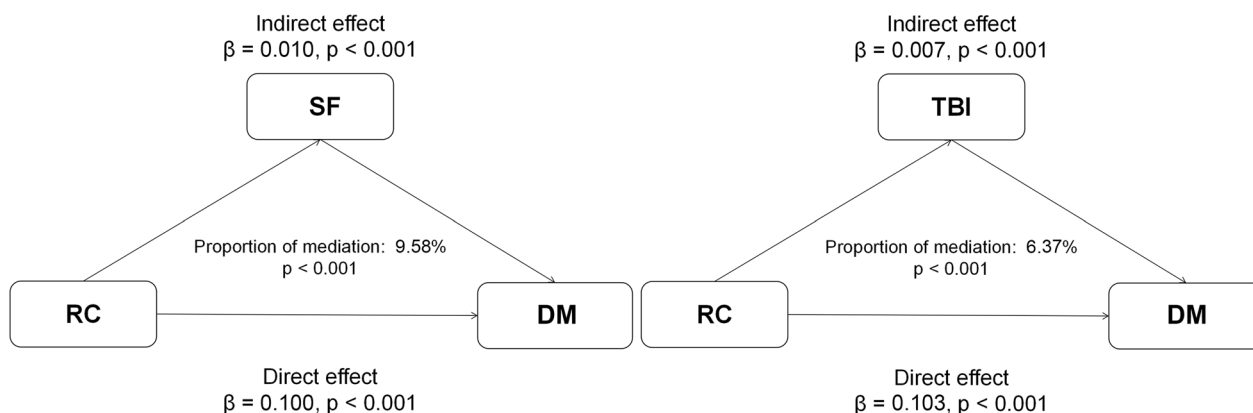 Indirect effect
β = 0.010, p < 0.001
SF
Proportion of mediation: 9.58%
p < 0.001
RC
DM
Direct effect
β = 0.100, p < 0.001
Indirect effect
β = 0.007, p < 0.001
TBI
Proportion of mediation: 6.37%
p < 0.001
RC
DM
Direct effect
β = 0.103, p < 0.001